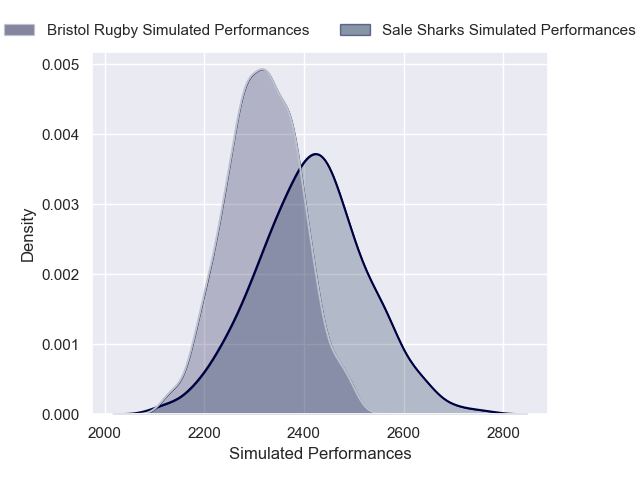 Bristol Rugby Simulated Performances
Sale Sharks Simulated Performances
0.005
0.004
0.003
0.002
0.001
0.000
Density
2000 2200 2400 2600 2800
Simulated Performances